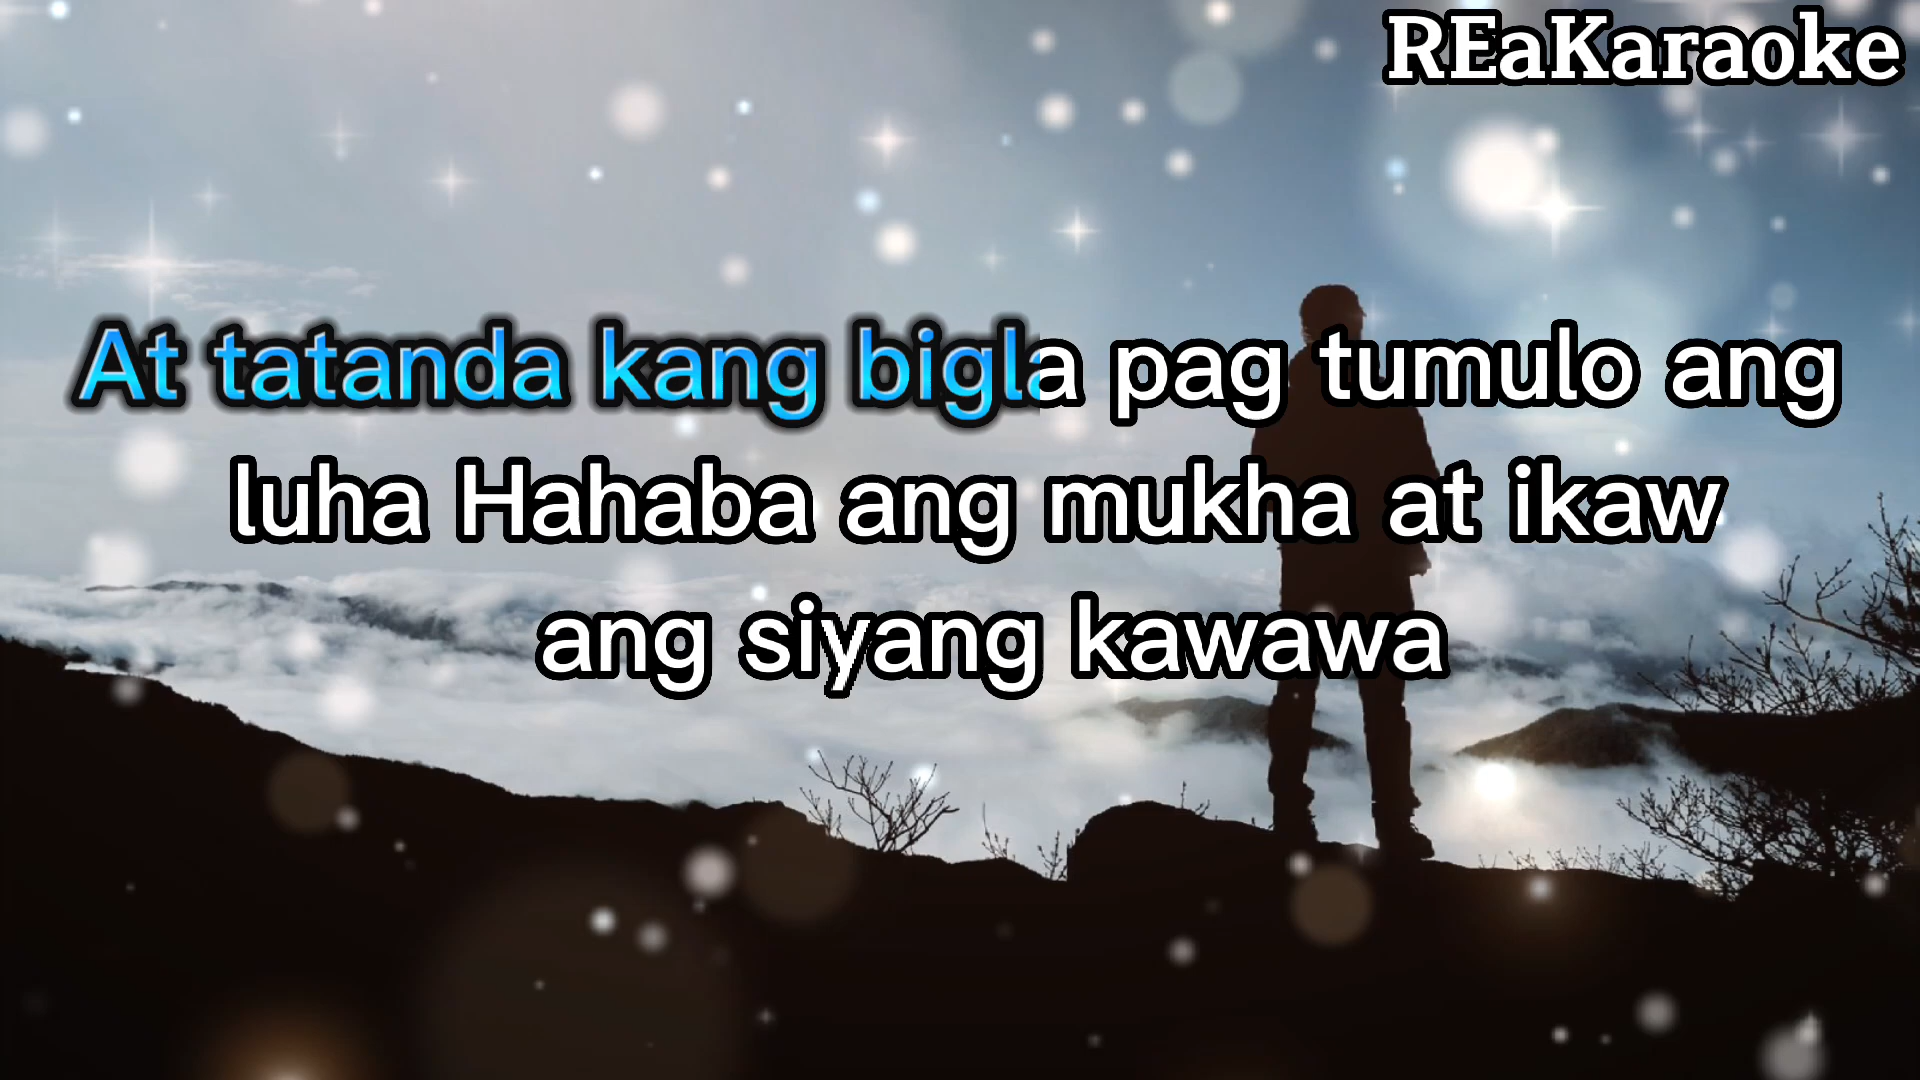 REaKaraoke
At tatanda kang bigla pag tumulo ang
luha Hahaba ang mukha at ikaw
ang siyang kawawa